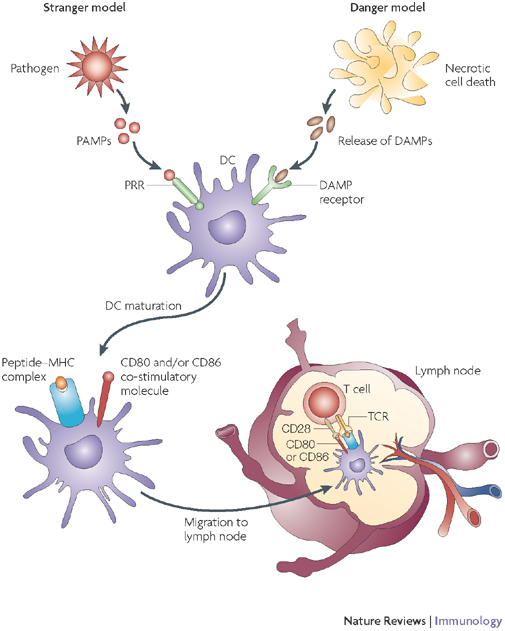 Stranger model
Danger model
Pathogen
Necrotic
cell death
PAMPs
Release of DAMPs
DC
PRR
DAMP
receptor
DC maturation
Peptide–MHC
complex
CD80 and/or CD86
co-stimulatory
molecule
Lymph node
T cell
TCR
CD28
CD80
or CD86
Migration to
lymph node
Nature Reviews | Immunology